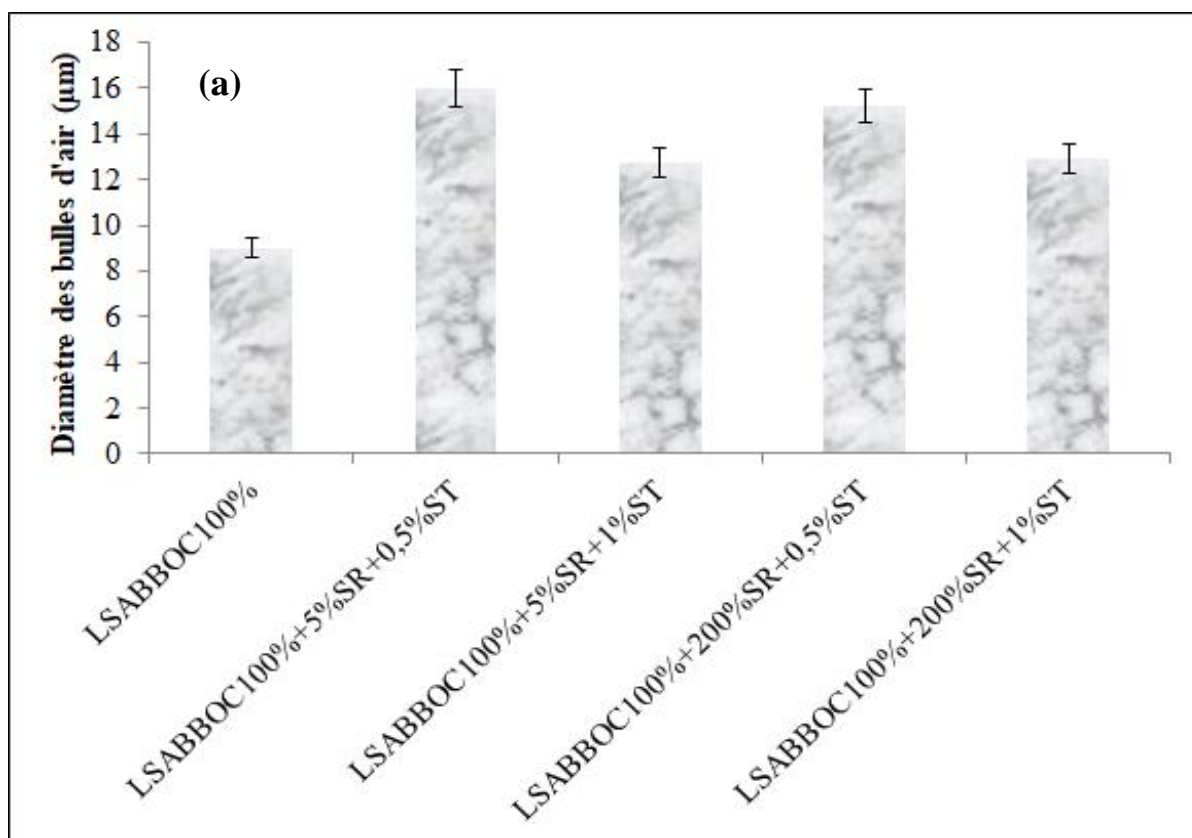 (a)
Diamètre des bulles d'air (µm)
18
16
14
12
10
8
6
4
2
0
LSABBOC100%
LSABBOC100%+5%SR+0,5%ST
LSABBOC100%+5%SR+1%ST
LSABBOC100%+200%SR+0,5%ST
LSABBOC100%+200%SR+1%ST